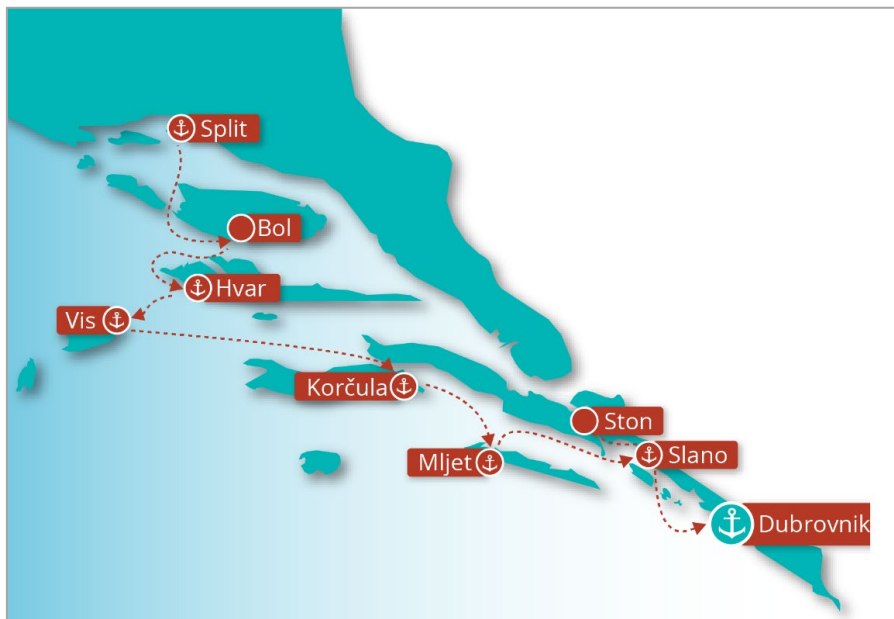 Split
Bol
Hvar
Vis
Korčula
Ston
Mljet
Slano
Dubrovnik